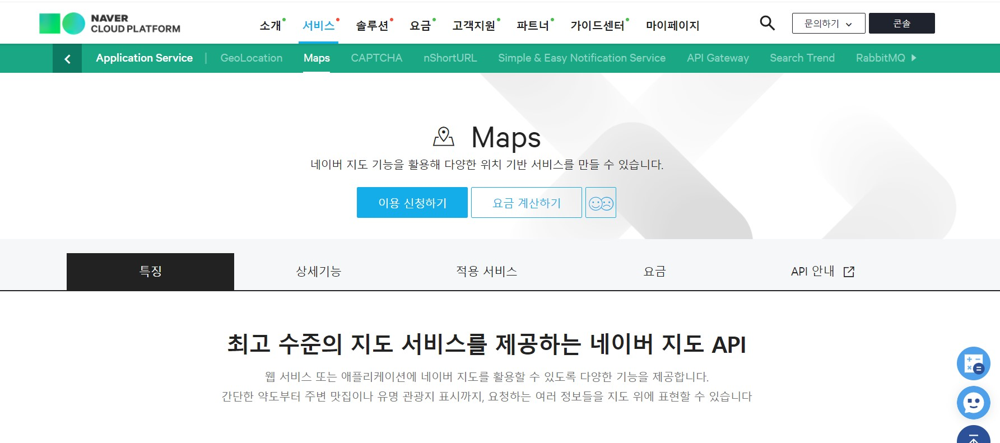 NAVER
CLOUD PLATFORM
소개 서비스 솔루션 요금 고객지원 파트너 가이드센터 마이페이지 문의하기 콘솔
Application Service | GeoLocation Maps CAPTCHA nShortURL Simple & Easy Notification Service API Gateway Search Trend RabbitMQ
Maps
네이버 지도 기능을 활용해 다양한 위치 기반 서비스를 만들 수 있습니다.
이용 신청하기 요금 계산하기
특징 상세기능 적용 서비스 요금 API 안내
최고 수준의 지도 서비스를 제공하는 네이버 지도 API
웹 서비스 또는 애플리케이션에 네이버 지도를 활용할 수 있도록 다양한 기능을 제공합니다.
간단한 약도부터 주변 맛집이나 유명 관광지 표시까지, 요청하는 여러 정보들을 지도 위에 표현할 수 있습니다